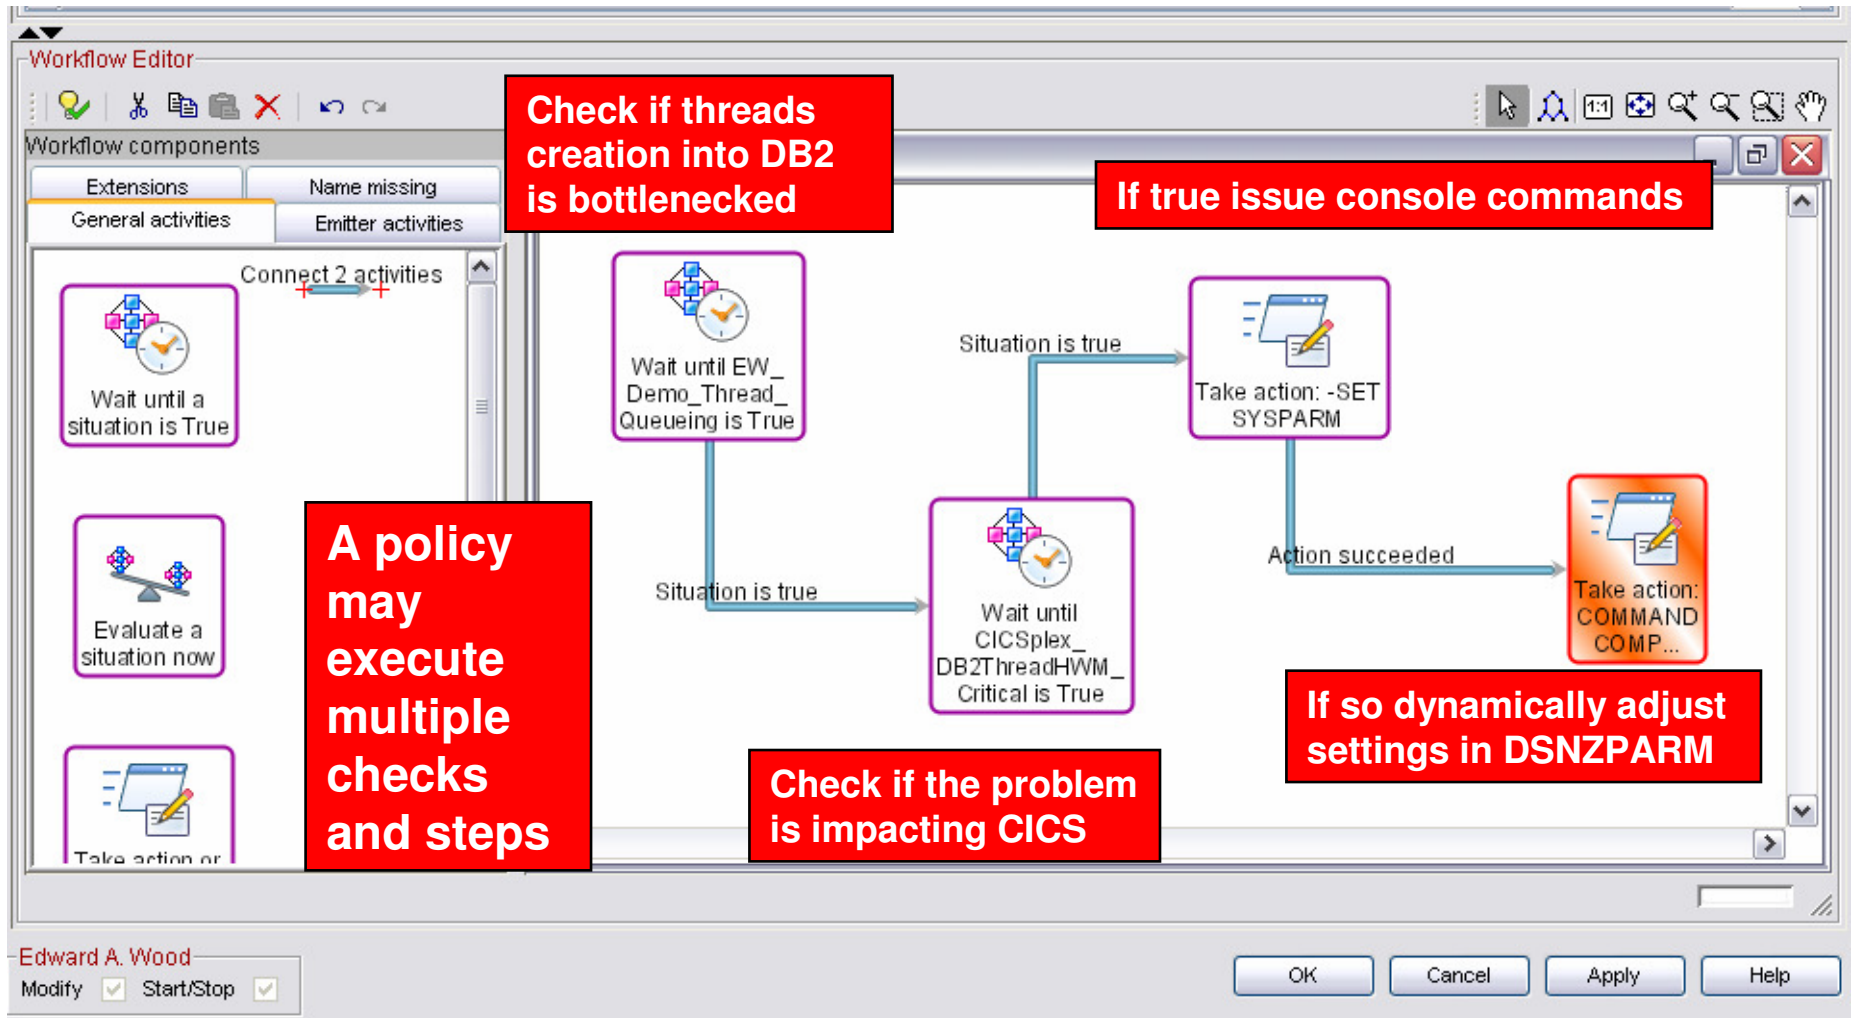 Workflow Editor
Check if threads
creation into DB2
is bottlenecked
1:1
Workflow components
Extensions
Name missing
General activities
Emitter activities
If true issue console commands
Connect 2 activities
Wait until a
situation is True
Evaluate a
situation now
Take action or
A policy
may
execute
multiple
checks
and steps
Wait until EW_
Demo_Thread_
Queueing is True
Situation is true
Wait until
CICSplex_
DB2ThreadHWM_
Critical is True
Situation is true
Take action: -SET
SYSPARM
Action succeeded
Take action:
COMMAND
COMP...
If so dynamically adjust
settings in DSNZPARM
Check if the problem
is impacting CICS
Edward A. Wood
Modify
Start/Stop
OK
Cancel
Apply
Help